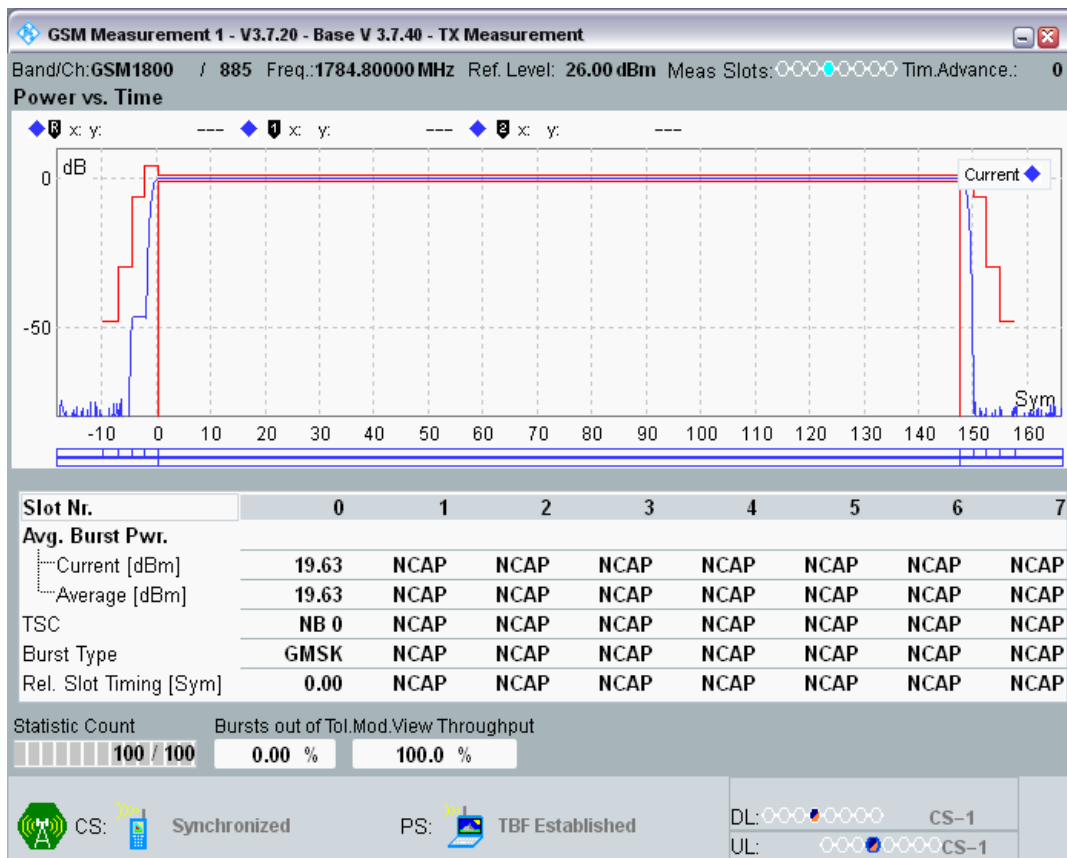 GSM Measurement 1 - V3.7.20 - Base V 3.7.40 - TX Measurement
Band/Ch:GSM1800 / 885 Freq.:1784.80000 MHz Ref. Level: 26.00 dBm Meas Slots: Tim.Advance.: 0
Power vs. Time
R x: y: --- 1 x: y: --- 2 x: y: ---
dB
0
Current
-50
Sym
-10 0 10 20 30 40 50 60 70 80 90 100 110 120 130 140 150 160
Slot Nr. 0 1 2 3 4 5 6 7
Avg. Burst Pwr.
Current [dBm] 19.63 NCAP NCAP NCAP NCAP NCAP NCAP NCAP
Average [dBm] 19.63 NCAP NCAP NCAP NCAP NCAP NCAP NCAP
TSC NB 0 NCAP NCAP NCAP NCAP NCAP NCAP NCAP
Burst Type GMSK NCAP NCAP NCAP NCAP NCAP NCAP NCAP
Rel. Slot Timing [Sym] 0.00 NCAP NCAP NCAP NCAP NCAP NCAP NCAP
Statistic Count Bursts out of Tol. Mod.View Throughput
100 / 100 0.00 % 100.0 %
CS: Synchronized PS: TBF Established
DL: CS-1
UL: CS-1